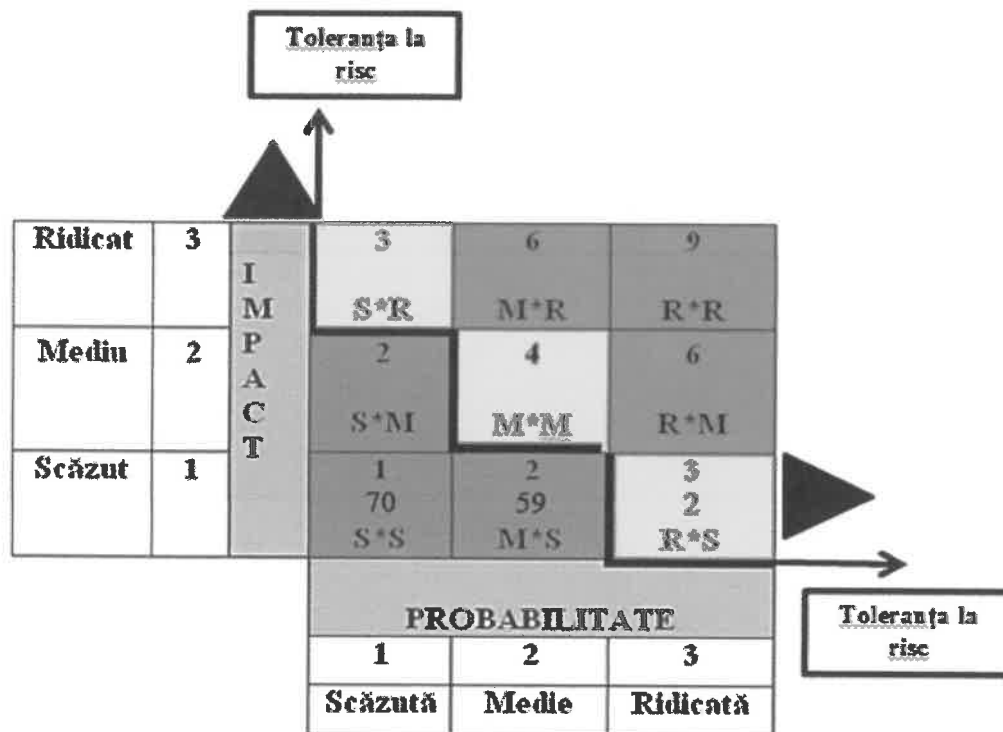 Toleranța la
risc
Ridicat 3 3 6 9
S*R M*R R*R
IMPACT
Mediu 2 2 4 6
S*M M*M R*M
Scăzut 1 1 2 3
70 59 2
S*S M*S R*S
PROBABILITATE
1 2 3
Scăzută Medie Ridicată
Toleranța la
risc